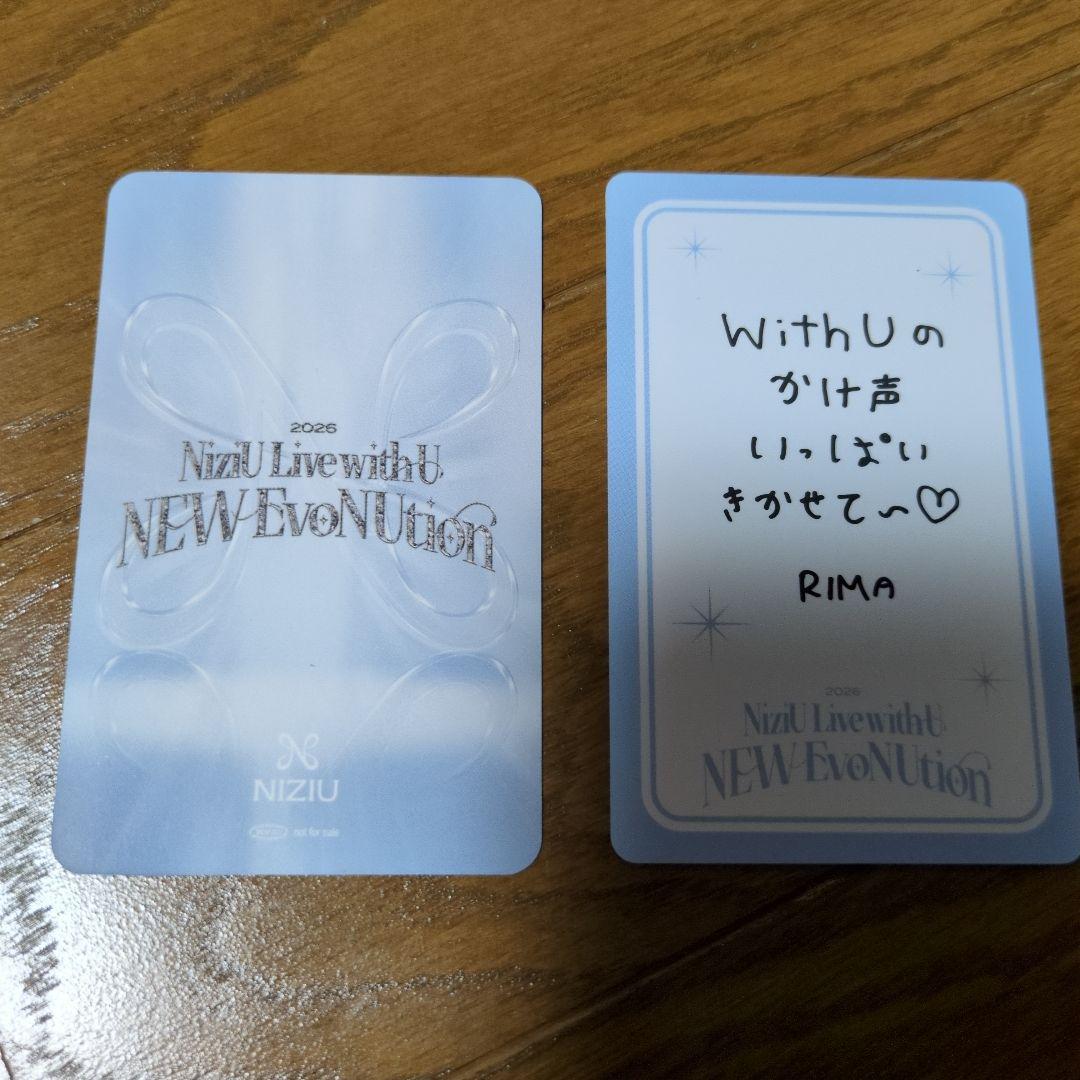 2026
NiziU Live with U
NEW EvoNUtion
NIZIU
not for sale
WithUの
かけ声
いっぱい
きかせて〜♡
RIMA
2026
NiziU Live with U
NEW EvoNUtion